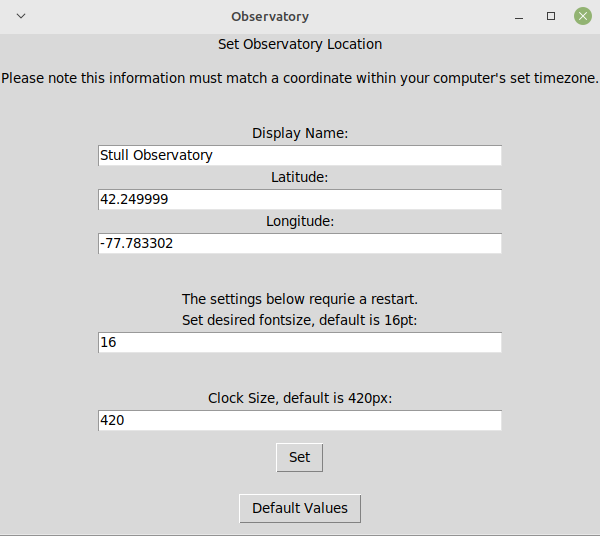 Observatory
Set Observatory Location
Please note this information must match a coordinate within your computer's set timezone.
Display Name:
Stull Observatory
Latitude:
42.249999
Longitude:
-77.783302
The settings below requrie a restart.
Set desired fontsize, default is 16pt:
16
Clock Size, default is 420px:
420
Set
Default Values